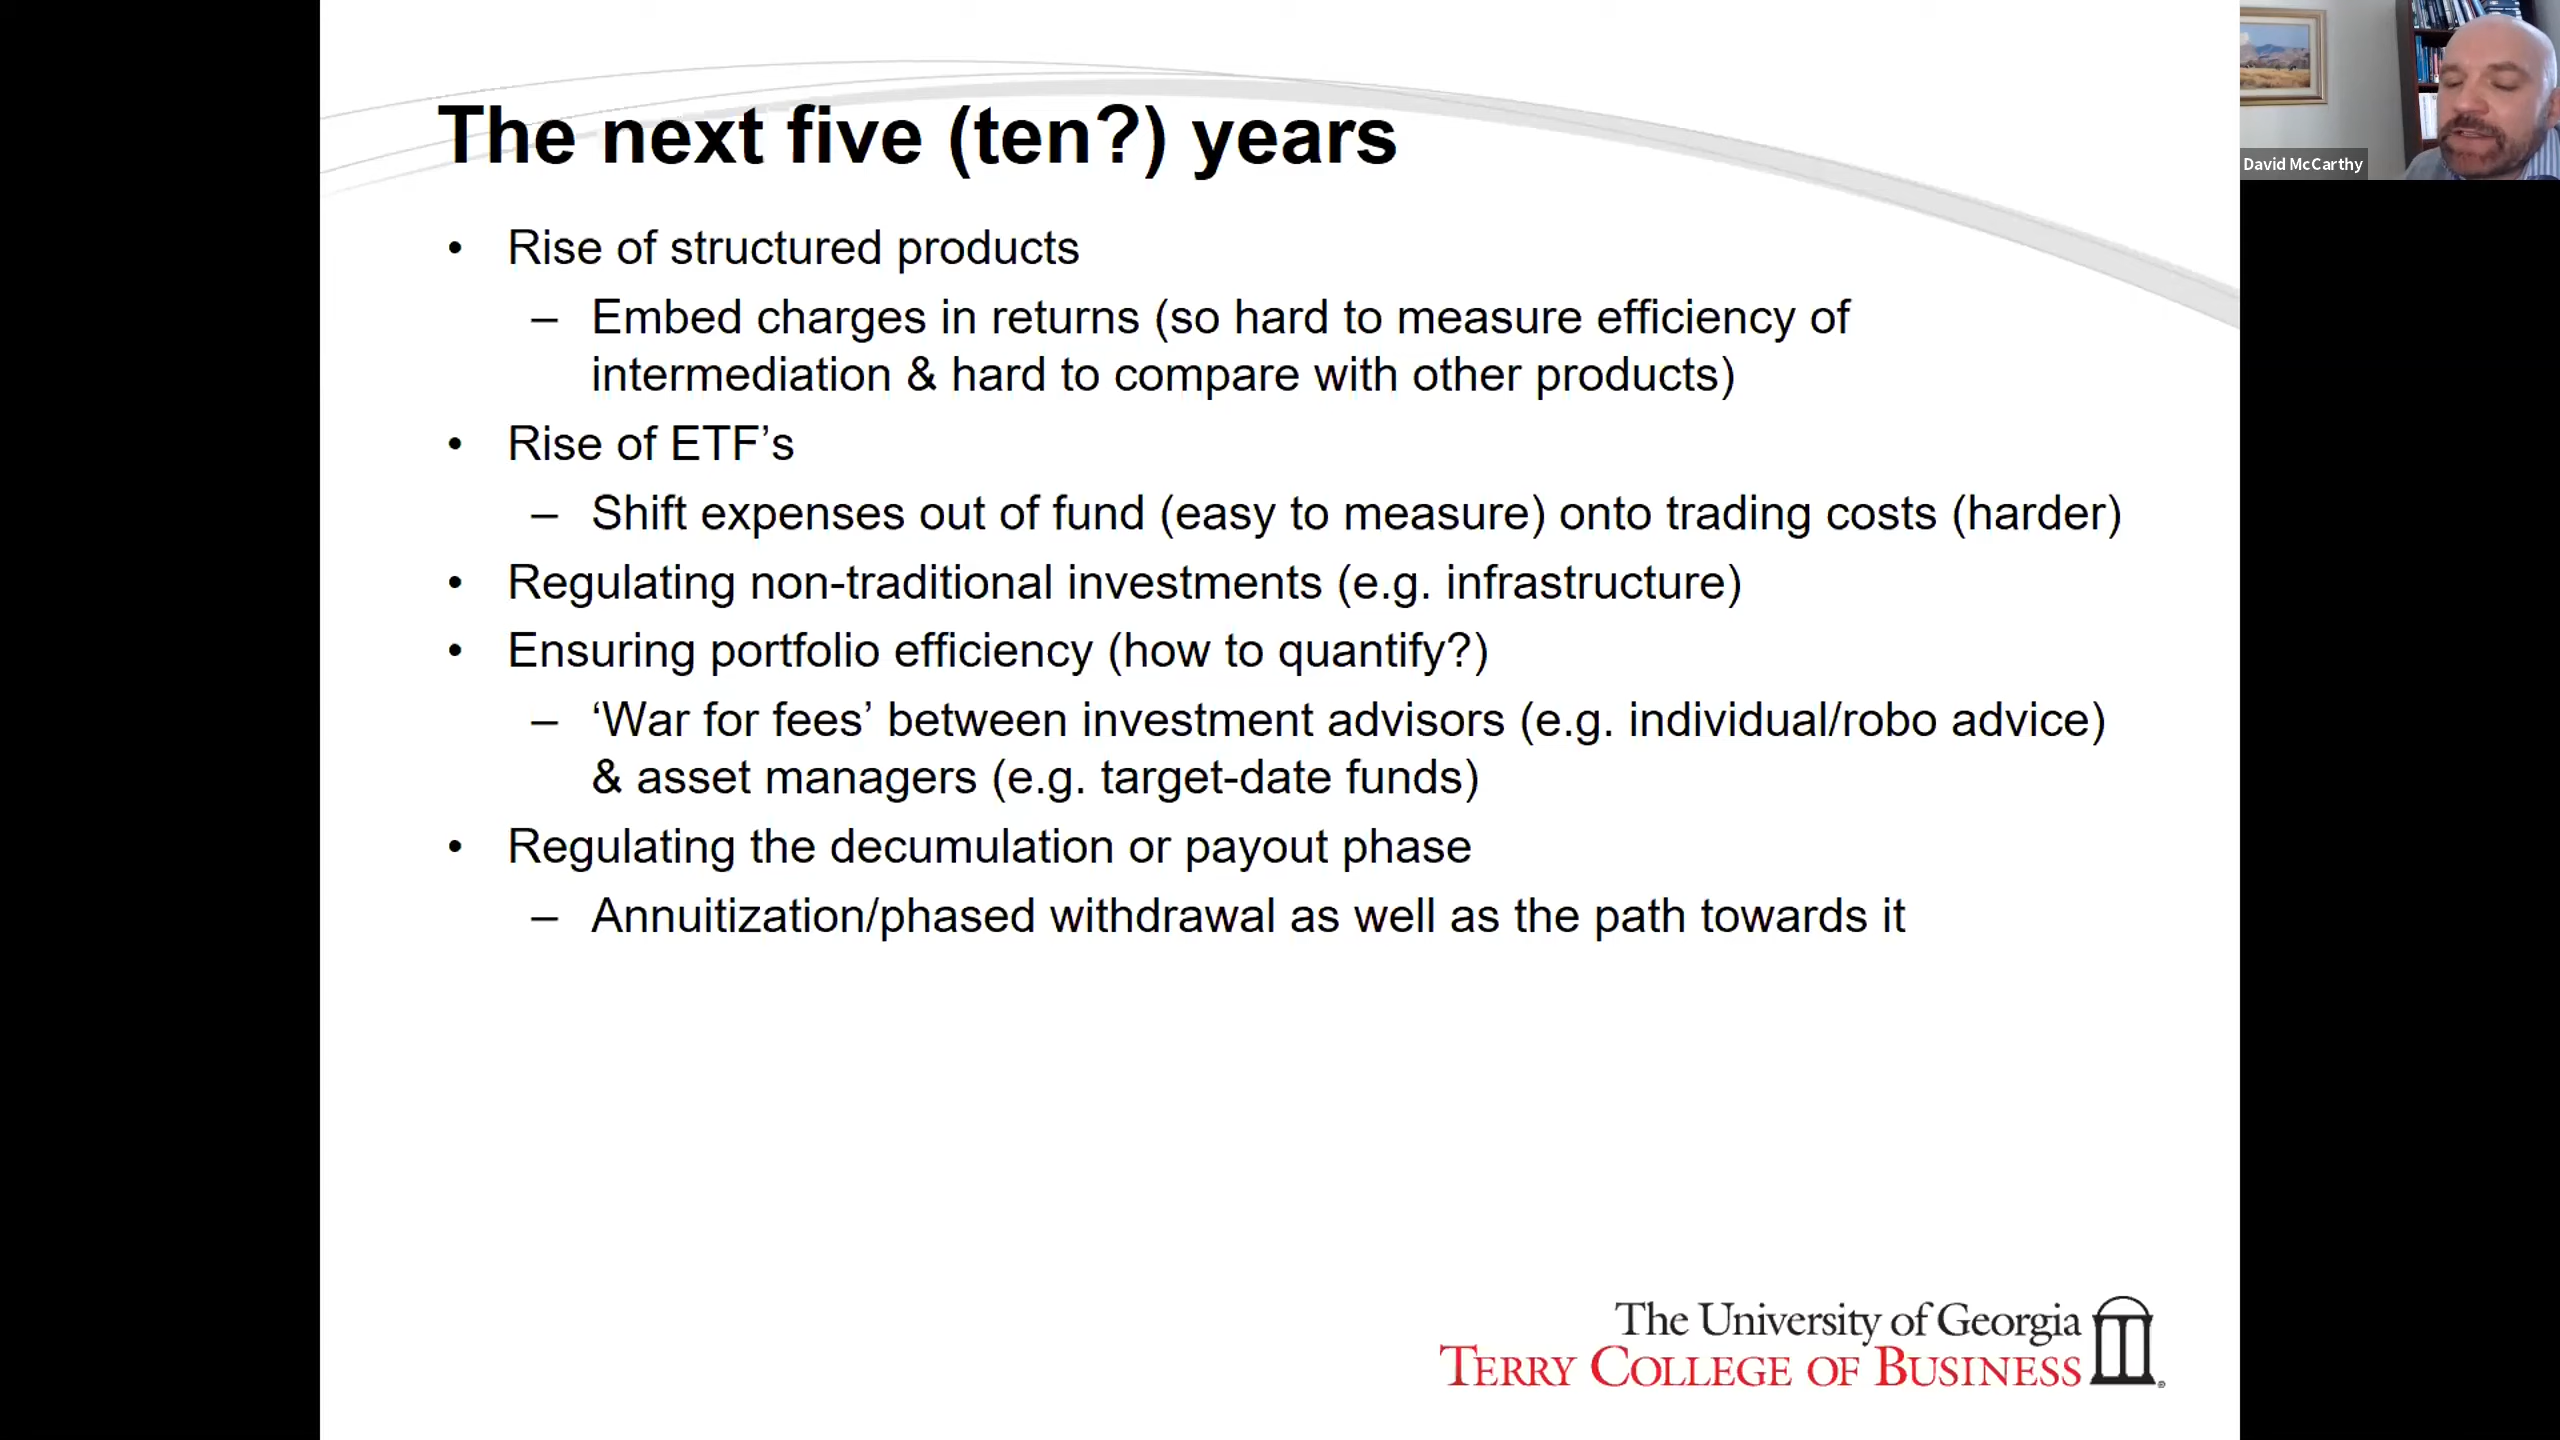 The next five (ten?) years
• Rise of structured products
– Embed charges in returns (so hard to measure efficiency of
intermediation & hard to compare with other products)
• Rise of ETF’s
– Shift expenses out of fund (easy to measure) onto trading costs (harder)
• Regulating non-traditional investments (e.g. infrastructure)
• Ensuring portfolio efficiency (how to quantify?)
– ‘War for fees’ between investment advisors (e.g. individual/robo advice)
& asset managers (e.g. target-date funds)
• Regulating the decumulation or payout phase
– Annuitization/phased withdrawal as well as the path towards it
The University of Georgia
TERRY COLLEGE OF BUSINESS
David McCarthy